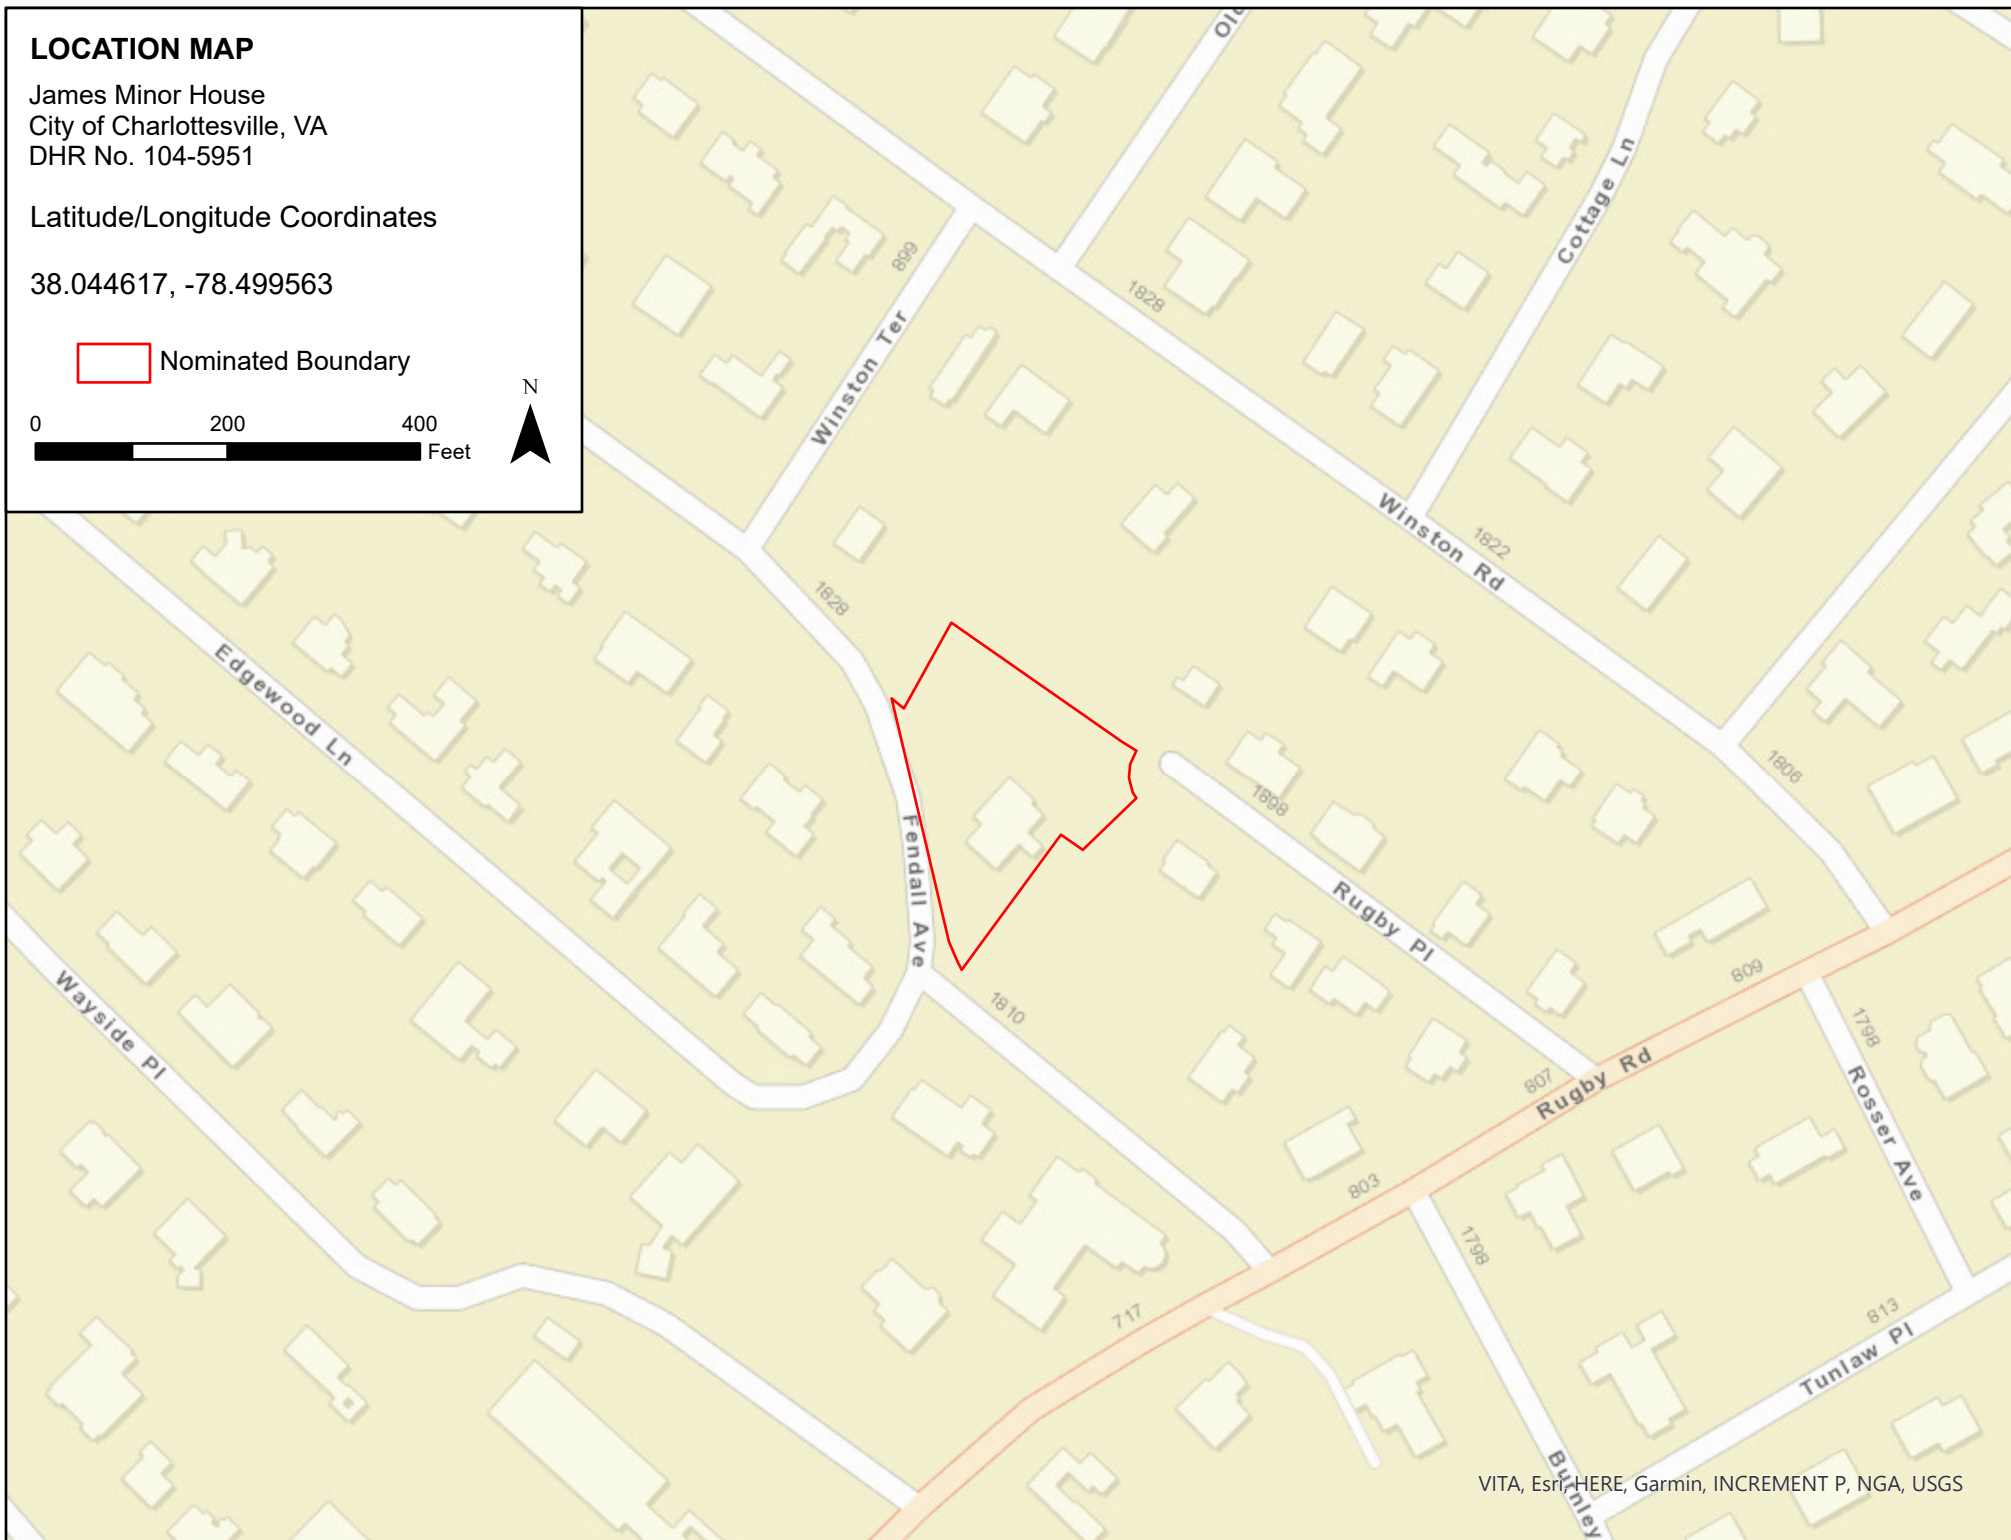 LOCATION MAP
James Minor House
City of Charlottesville, VA
DHR No. 104-5951
Latitude/Longitude Coordinates
38.044617, -78.499563
Nominated Boundary
N
0 200 400
Feet
Old
899
Winston Ter
1828
Cottage Ln
Winston Rd
1822
1828
Edgewood Ln
1806
1898
Fendall Ave
Rugby Pl
Wayside Pl
1810
809
1798
807
Rugby Rd
Rosser Ave
803
1798
717
813
Tunlaw Pl
Burnley
VITA, Esri, HERE, Garmin, INCREMENT P, NGA, USGS